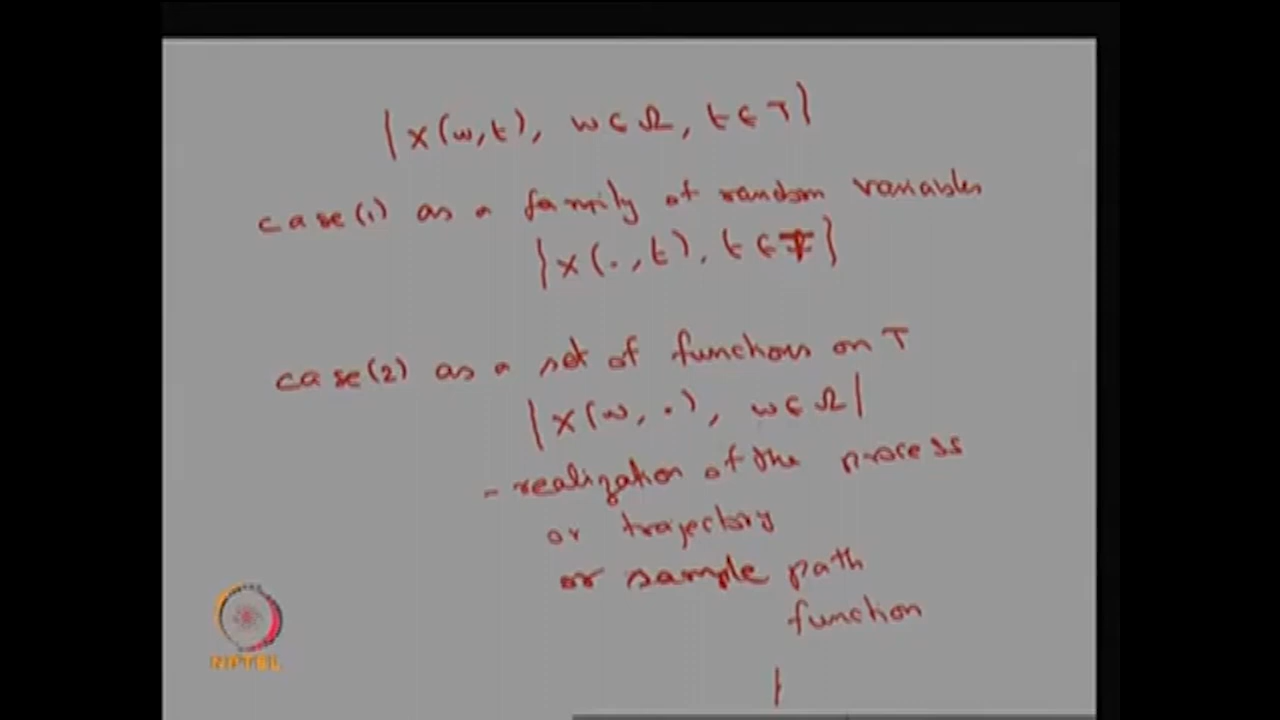 {X(w,t), w∈Ω, t∈T}
case(1) as a family of random variables
{X(.,t), t∈T}
case(2) as a set of functions on T
{X(w,.), w∈Ω}
- realization of the process
or trajectory
or sample path
function
NPTEL